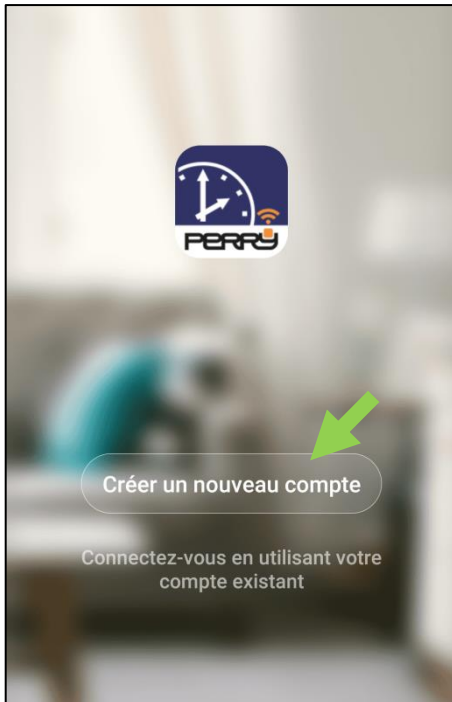 PERRY
Créer un nouveau compte
Connectez-vous en utilisant votre
compte existant